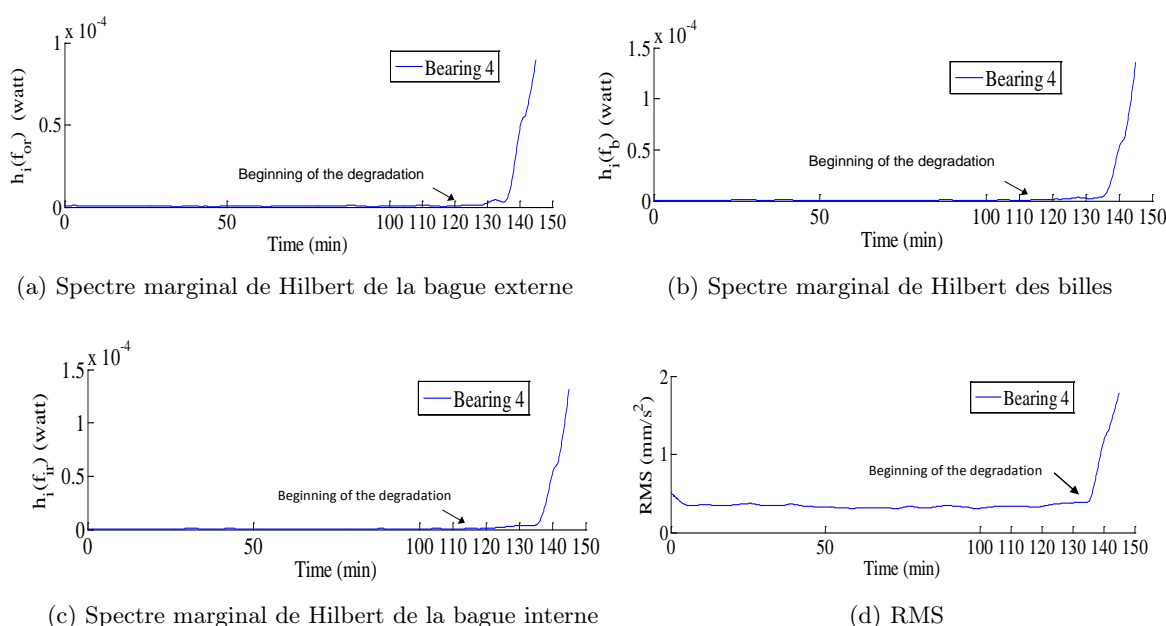 x 10^-4
1
0.5
0
h_i(f_or) (watt)
Bearing 4
Beginning of the degradation
0 50 100 110 120 130 140 150
Time (min)
(a) Spectre marginal de Hilbert de la bague externe
x 10^-4
1.5
1
0.5
0
h_i(f_b) (watt)
Bearing 4
Beginning of the degradation
0 50 100 110 120 130 140 150
Time (min)
(b) Spectre marginal de Hilbert des billes
x 10^-4
1.5
1
0.5
0
h_i(f_ir) (watt)
Bearing 4
Beginning of the degradation
0 50 100 110 120 130 140 150
Time (min)
(c) Spectre marginal de Hilbert de la bague interne
2
1
0
RMS (mm/s^2)
Bearing 4
Beginning of the degradation
0 50 100 110 120 130 140 150
Time (min)
(d) RMS